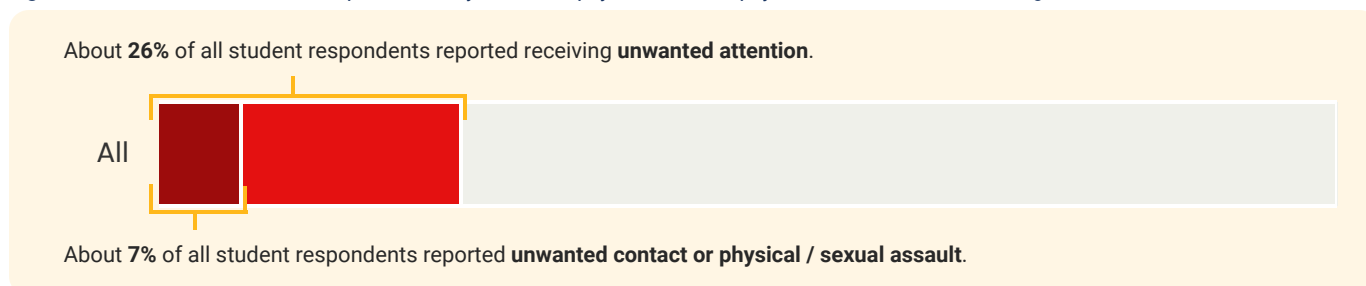 About 26% of all student respondents reported receiving unwanted attention.
All
About 7% of all student respondents reported unwanted contact or physical / sexual assault.